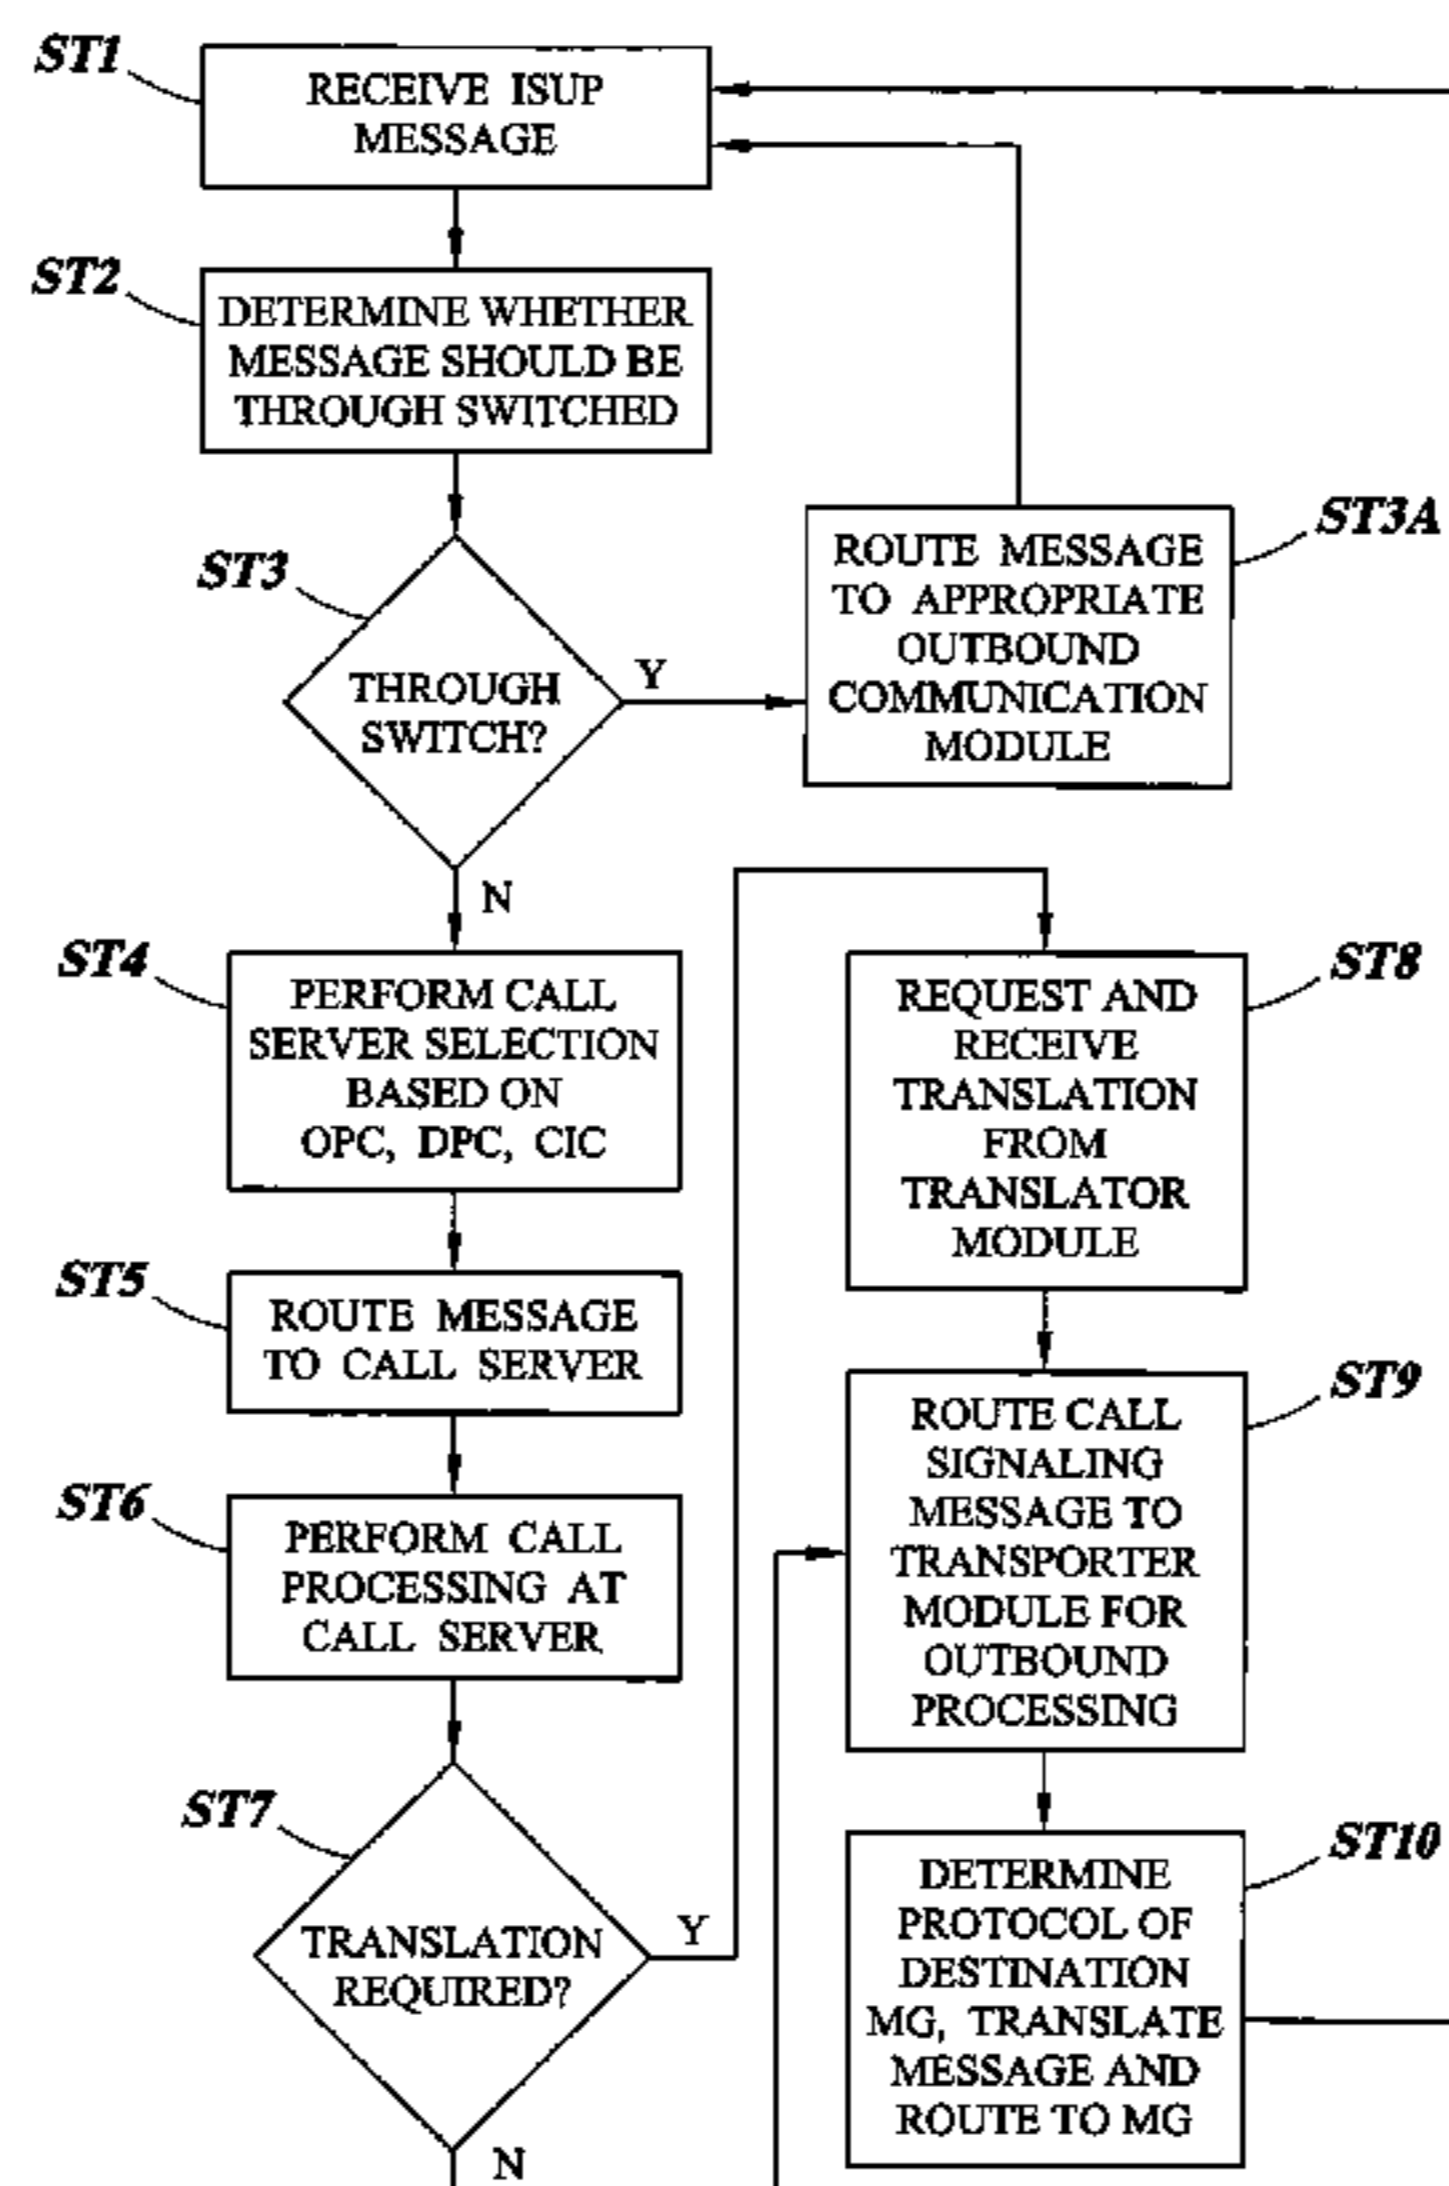 ST1
RECEIVE ISUP
MESSAGE
ST2
DETERMINE WHETHER
MESSAGE SHOULD BE
THROUGH SWITCHED
ST3
THROUGH
SWITCH?
Y
N
ST3A
ROUTE MESSAGE
TO APPROPRIATE
OUTBOUND
COMMUNICATION
MODULE
ST4
PERFORM CALL
SERVER SELECTION
BASED ON
OPC, DPC, CIC
ST5
ROUTE MESSAGE
TO CALL SERVER
ST6
PERFORM CALL
PROCESSING AT
CALL SERVER
ST7
TRANSLATION
REQUIRED?
Y
N
ST8
REQUEST AND
RECEIVE
TRANSLATION
FROM
TRANSLATOR
MODULE
ST9
ROUTE CALL
SIGNALING
MESSAGE TO
TRANSPORTER
MODULE FOR
OUTBOUND
PROCESSING
ST10
DETERMINE
PROTOCOL OF
DESTINATION
MG, TRANSLATE
MESSAGE AND
ROUTE TO MG